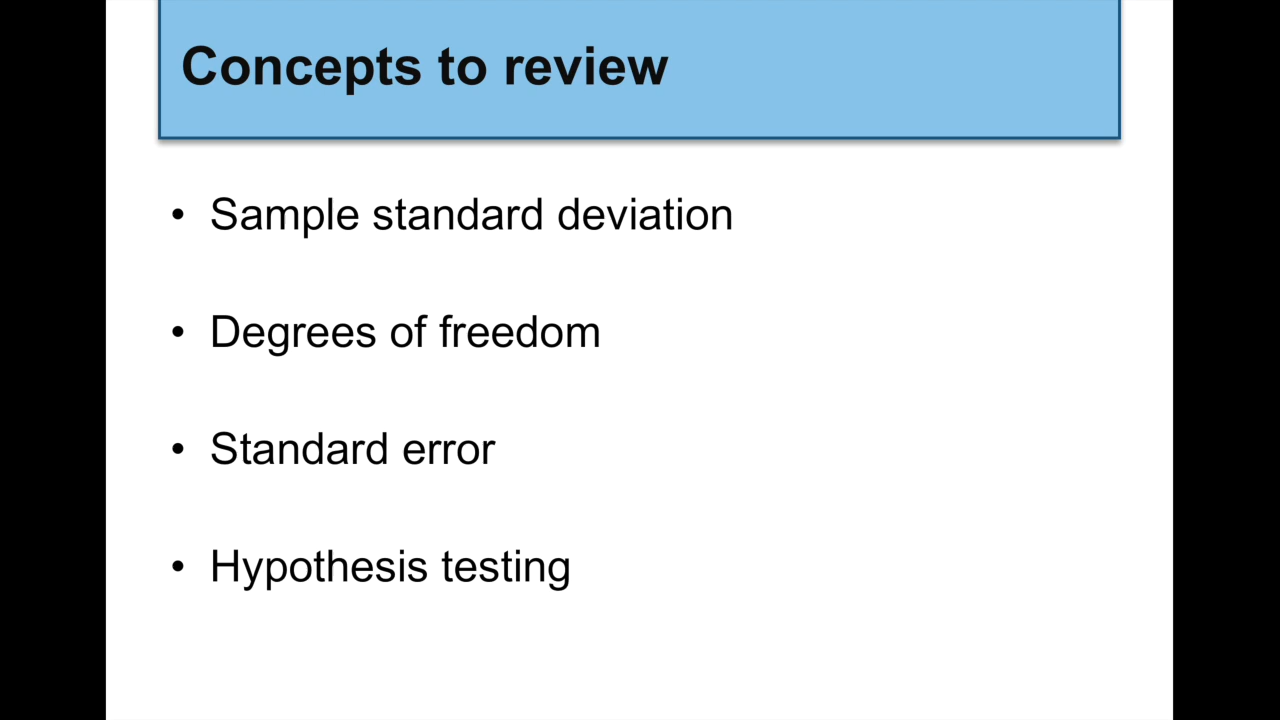 Concepts to review
• Sample standard deviation
• Degrees of freedom
• Standard error
• Hypothesis testing